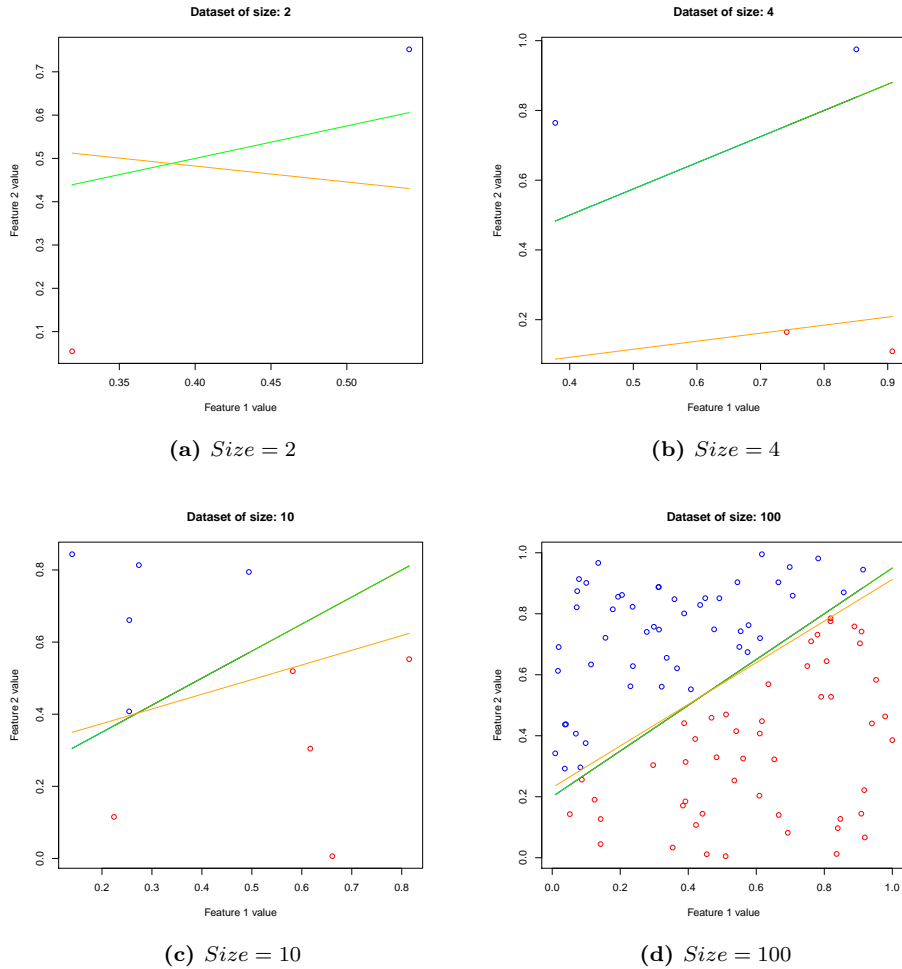 Dataset of size: 2
Feature 2 value
0.1 0.2 0.3 0.4 0.5 0.6 0.7
0.35 0.40 0.45 0.50
Feature 1 value
(a) Size = 2
Dataset of size: 4
Feature 2 value
0.2 0.4 0.6 0.8 1.0
0.4 0.5 0.6 0.7 0.8 0.9
Feature 1 value
(b) Size = 4
Dataset of size: 10
Feature 2 value
0.0 0.2 0.4 0.6 0.8
0.2 0.3 0.4 0.5 0.6 0.7 0.8
Feature 1 value
(c) Size = 10
Dataset of size: 100
Feature 2 value
0.0 0.2 0.4 0.6 0.8 1.0
0.0 0.2 0.4 0.6 0.8 1.0
Feature 1 value
(d) Size = 100